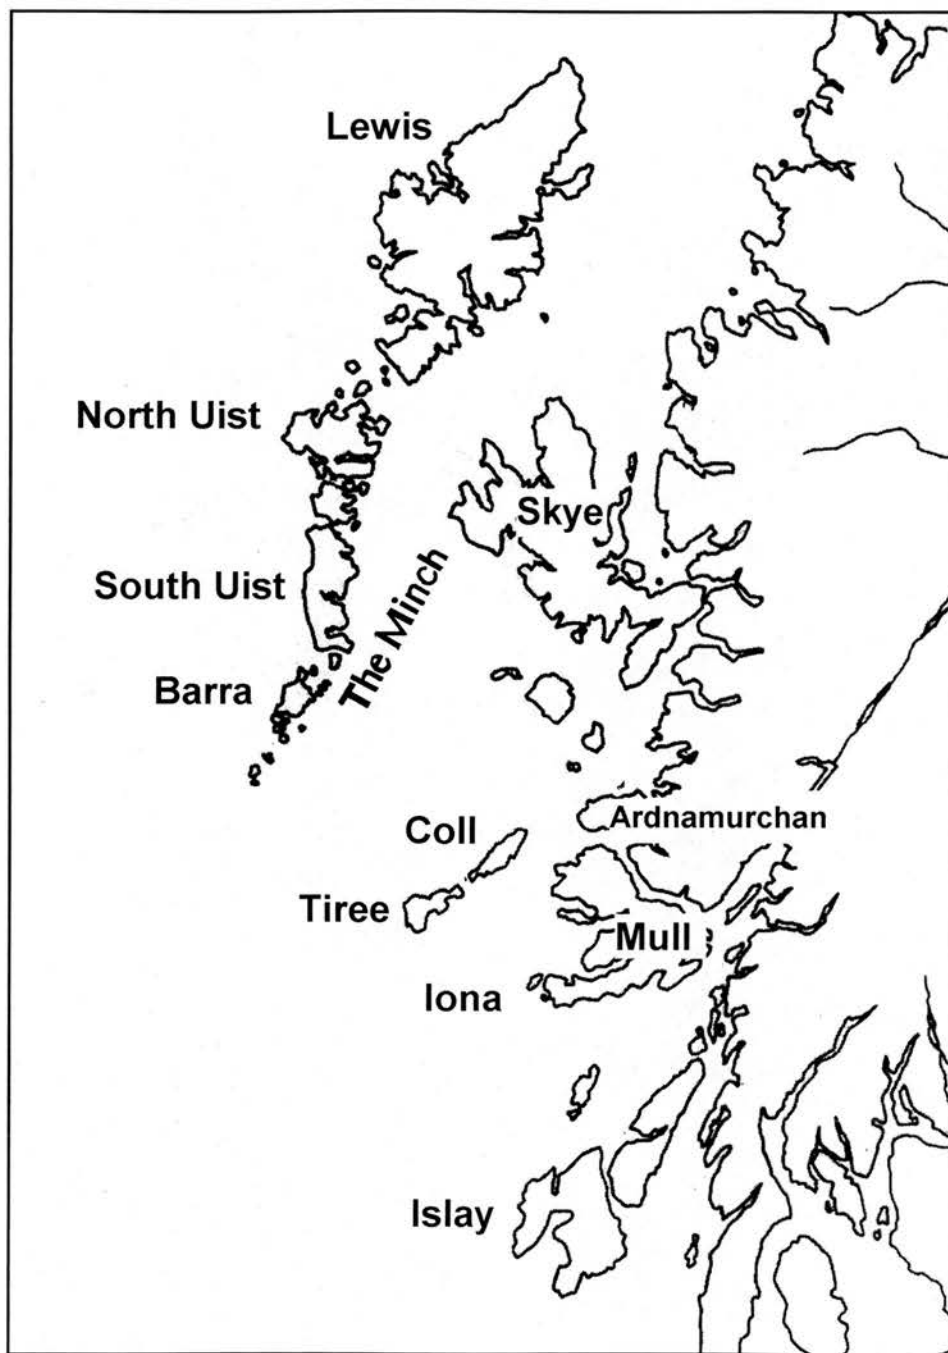 Lewis
North Uist
Skye
South Uist
The Minch
Barra
Ardnamurchan
Coll
Tiree
Mull
Iona
Islay